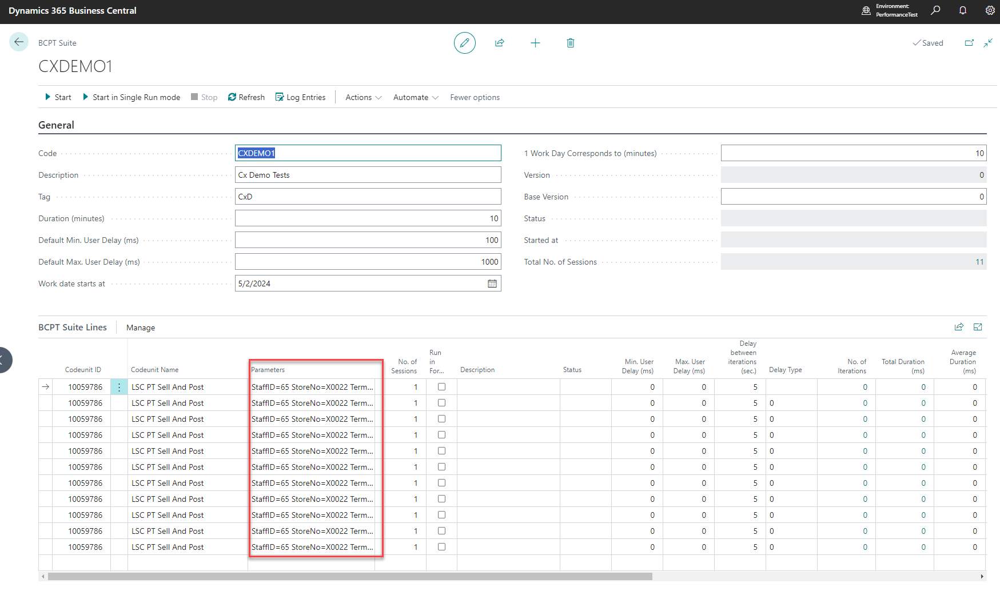 Dynamics 365 Business Central
Environment:
PerformanceTest
BCPT Suite
Saved
CXDEMO1
Start
Start in Single Run mode
Stop
Refresh
Log Entries
Actions
Automate
Fewer options
General
Code
CXDEMO1
Description
Cx Demo Tests
Tag
CxD
Duration (minutes)
10
Default Min. User Delay (ms)
100
Default Max. User Delay (ms)
1000
Work date starts at
5/2/2024
1 Work Day Corresponds to (minutes)
10
Version
0
Base Version
0
Status
Started at
Total No. of Sessions
11
BCPT Suite Lines
Manage
Codeunit ID
Codeunit Name
Parameters
No. of
Sessions
Run
in
For...
Description
Status
Min. User
Delay (ms)
Max. User
Delay (ms)
Delay
between
iterations
(sec.)
Delay Type
No. of
Iterations
Total Duration
(ms)
Average
Duration
(ms)
10059786 LSC PT Sell And Post StaffID=65 StoreNo=X0022 Term... 1 0 0 5 0 0 0
10059786 LSC PT Sell And Post StaffID=65 StoreNo=X0022 Term... 1 0 0 5 0 0 0 0
10059786 LSC PT Sell And Post StaffID=65 StoreNo=X0022 Term... 1 0 0 5 0 0 0 0
10059786 LSC PT Sell And Post StaffID=65 StoreNo=X0022 Term... 1 0 0 5 0 0 0 0
10059786 LSC PT Sell And Post StaffID=65 StoreNo=X0022 Term... 1 0 0 5 0 0 0 0
10059786 LSC PT Sell And Post StaffID=65 StoreNo=X0022 Term... 1 0 0 5 0 0 0 0
10059786 LSC PT Sell And Post StaffID=65 StoreNo=X0022 Term... 1 0 0 5 0 0 0 0
10059786 LSC PT Sell And Post StaffID=65 StoreNo=X0022 Term... 1 0 0 5 0 0 0 0
10059786 LSC PT Sell And Post StaffID=65 StoreNo=X0022 Term... 1 0 0 5 0 0 0 0
10059786 LSC PT Sell And Post StaffID=65 StoreNo=X0022 Term... 1 0 0 5 0 0 0 0
10059786 LSC PT Sell And Post StaffID=65 StoreNo=X0022 Term... 1 0 0 5 0 0 0 0